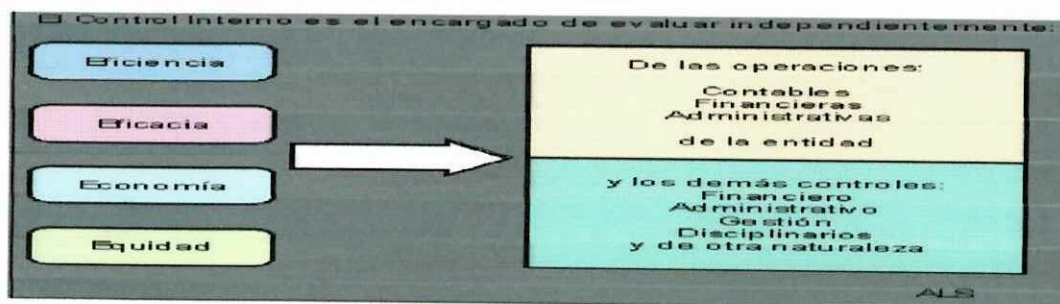 El Control Interno es el encargado de evaluar independientemente:
Eficiencia
Eficacia
Economía
Equidad
De las operaciones:
Contables
Financieras
Administrativas
de la entidad
y los demás controles:
Financiero
Administrativo
Gestión
Disciplinarios
y de otra naturaleza
ALS